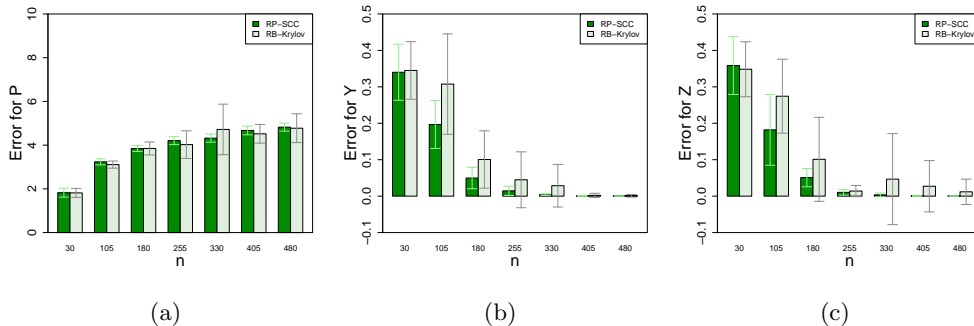 10
8
6
4
2
0
Error for P
RP−SCC
RB−Krylov
30 105 180 255 330 405 480
n
(a)
0.5
0.4
0.3
0.2
0.1
0.0
−0.1
Error for Y
RP−SCC
RB−Krylov
30 105 180 255 330 405 480
n
(b)
0.5
0.4
0.3
0.2
0.1
0.0
−0.1
Error for Z
RP−SCC
RB−Krylov
30 105 180 255 330 405 480
n
(c)